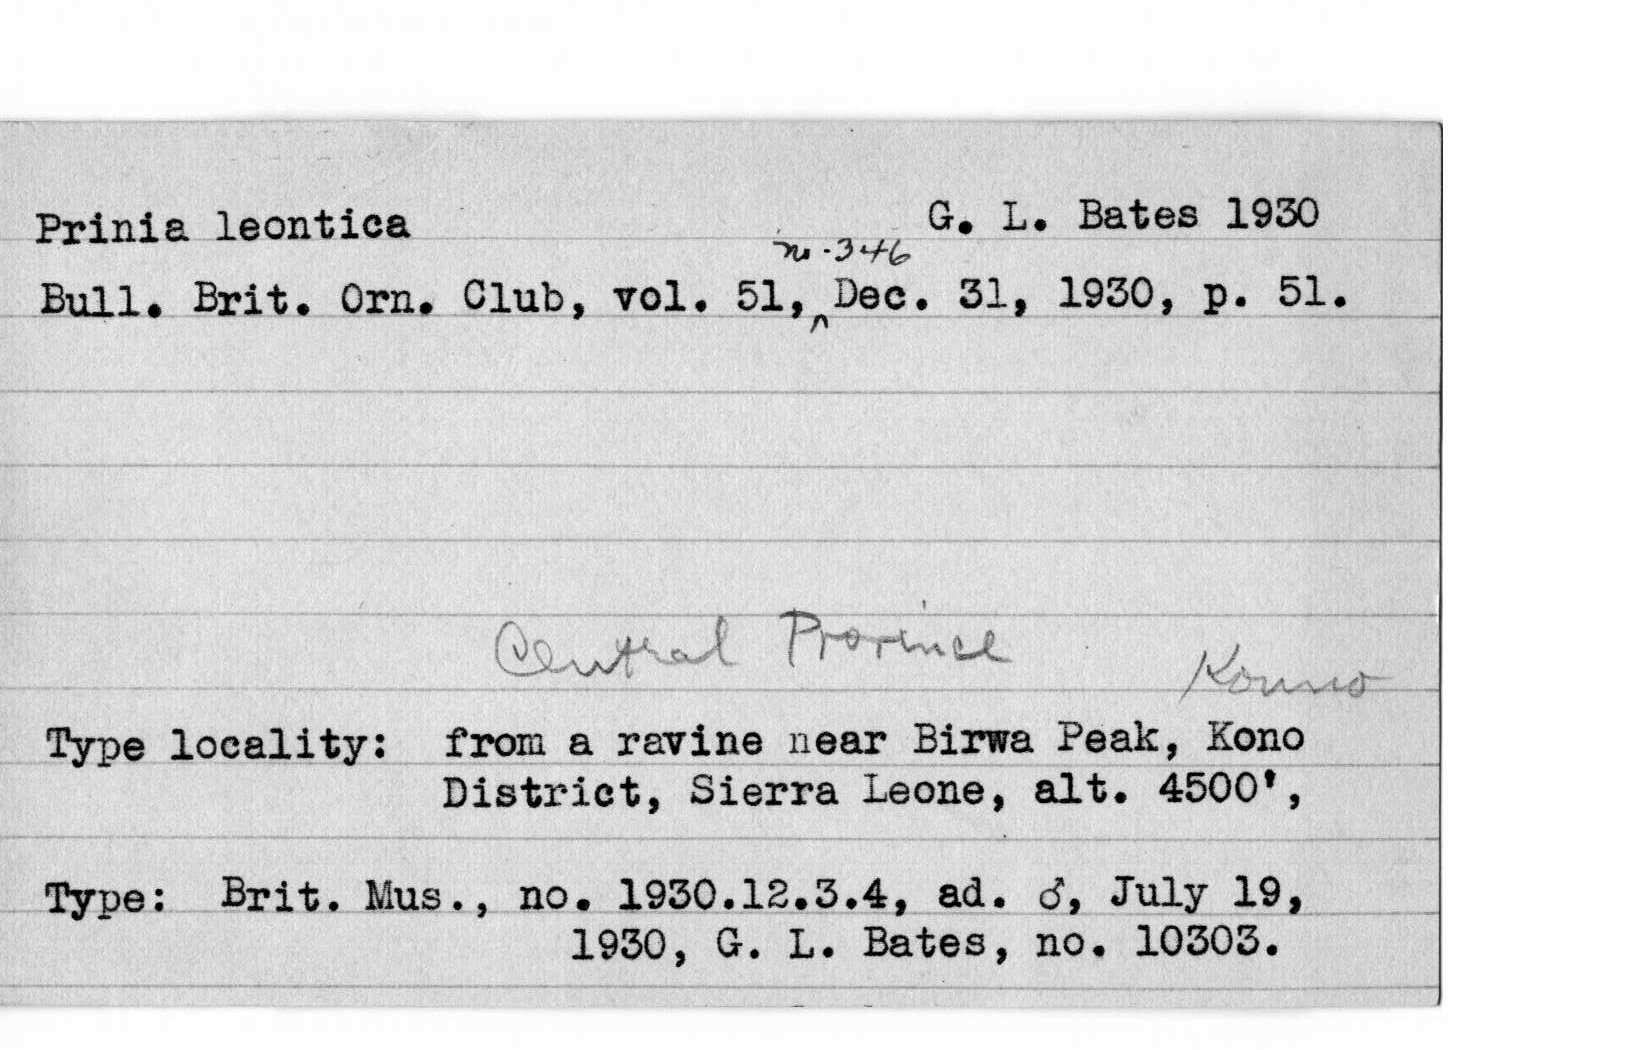 Prinia leontica G. L. Bates 1930
no. 346
Bull. Brit. Orn. Club, vol. 51, ^ Dec. 31, 1930, p. 51.
Central Province
Konno
Type locality: from a ravine near Birwa Peak, Kono
District, Sierra Leone, alt. 4500',
Type: Brit. Mus., no. 1930.12.3.4, ad. ♂, July 19,
1930, G. L. Bates, no. 10303.